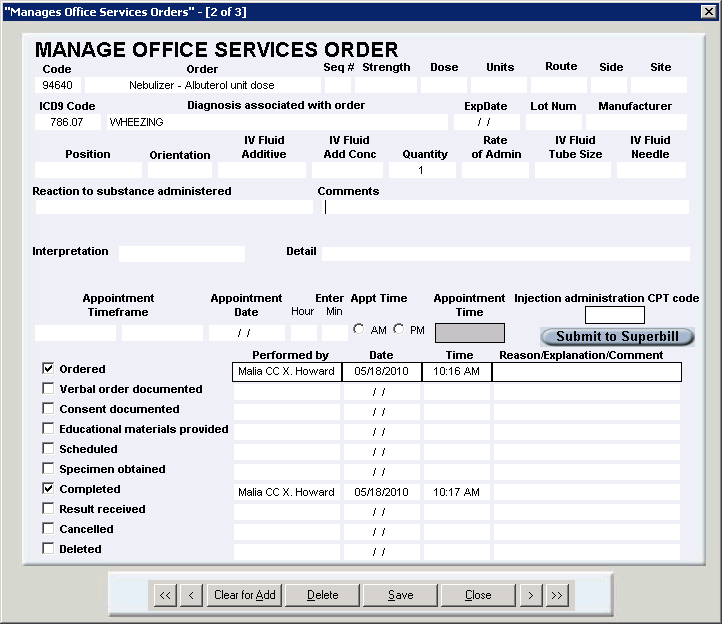 "Manages Office Services Orders" - [2 of 3]
MANAGE OFFICE SERVICES ORDER
Code Order Seq # Strength Dose Units Route Side Site
94640 Nebulizer - Albuterol unit dose
ICD9 Code Diagnosis associated with order ExpDate Lot Num Manufacturer
786.07 WHEEZING / /
Position Orientation IV Fluid Additive IV Fluid Add Conc Quantity Rate of Admin IV Fluid Tube Size IV Fluid Needle
1
Reaction to substance administered Comments
Interpretation Detail
Appointment Timeframe Appointment Date Enter Appt Time Hour Min Appointment Time Injection administration CPT code
/ / AM PM Submit to Superbill
Performed by Date Time Reason/Explanation/Comment
Ordered Malia CC X. Howard 05/18/2010 10:16 AM
Verbal order documented / /
Consent documented / /
Educational materials provided / /
Scheduled / /
Specimen obtained / /
Completed Malia CC X. Howard 05/18/2010 10:17 AM
Result received / /
Cancelled / /
Deleted / /
<< < Clear for Add Delete Save Close > >>